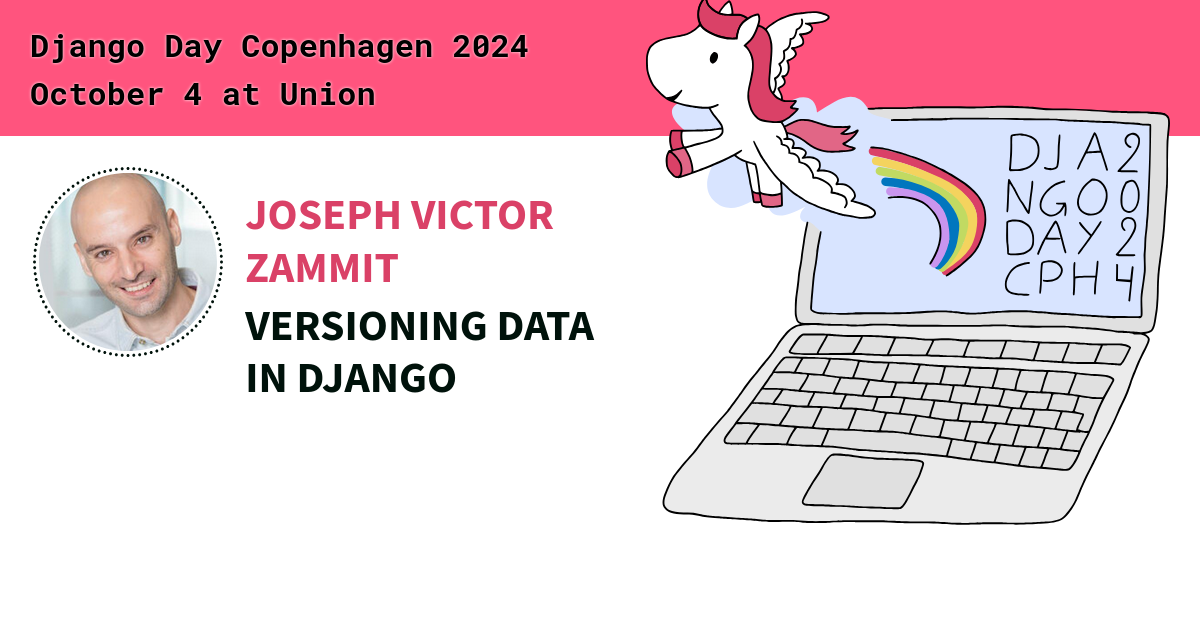 Django Day Copenhagen 2024
October 4 at Union
JOSEPH VICTOR
ZAMMIT
VERSIONING DATA
IN DJANGO
DJA2
NGO0
DAY2
CPH4